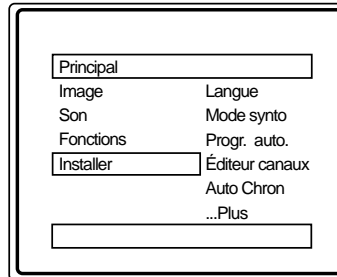 Principal
Image Langue
Son Mode synto
Fonctions Progr. auto.
Installer Éditeur canaux
Auto Chron
...Plus